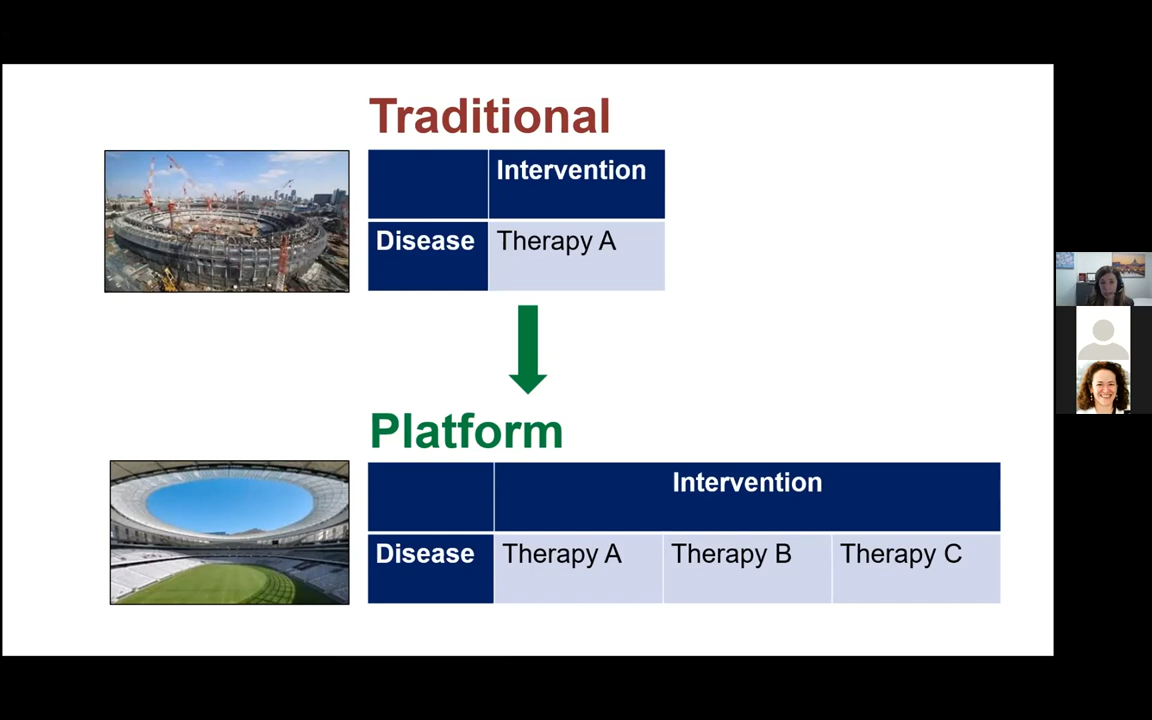 Traditional
Intervention
Disease Therapy A
Platform
Intervention
Disease Therapy A Therapy B Therapy C